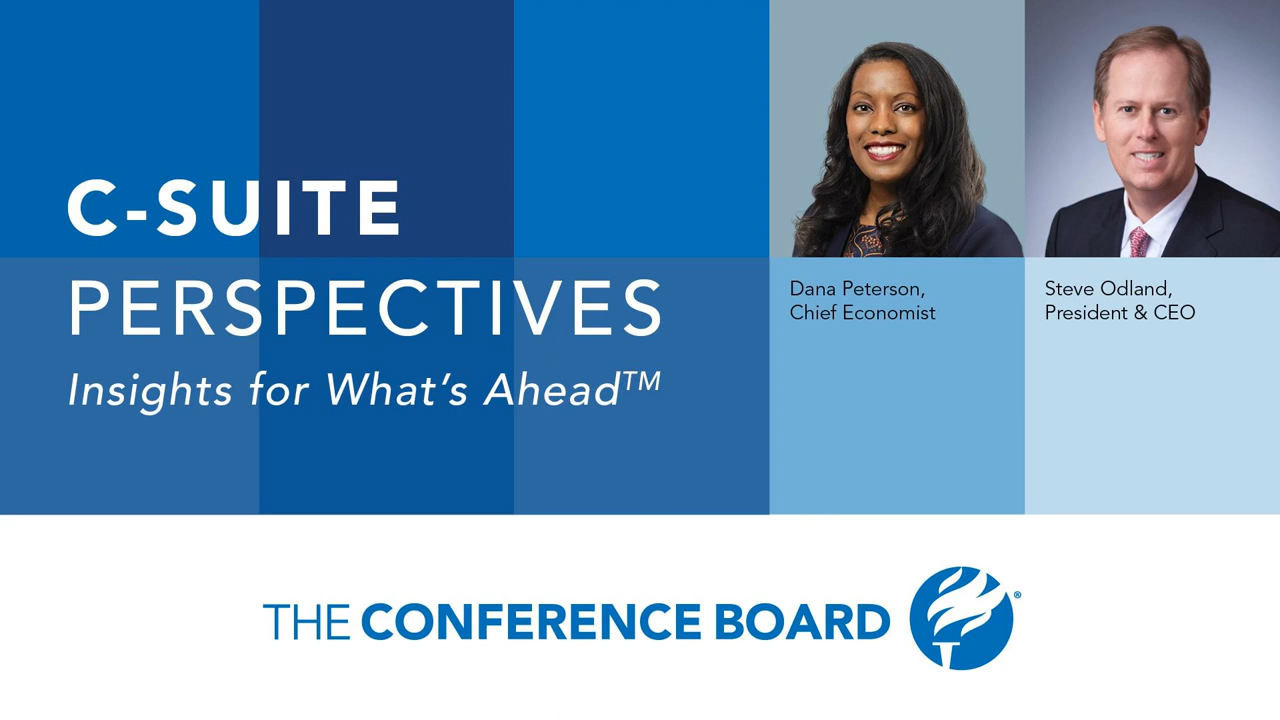 C-SUITE
PERSPECTIVES
Insights for What's Ahead™
Dana Peterson,
Chief Economist
Steve Odland,
President & CEO
THE CONFERENCE BOARD®